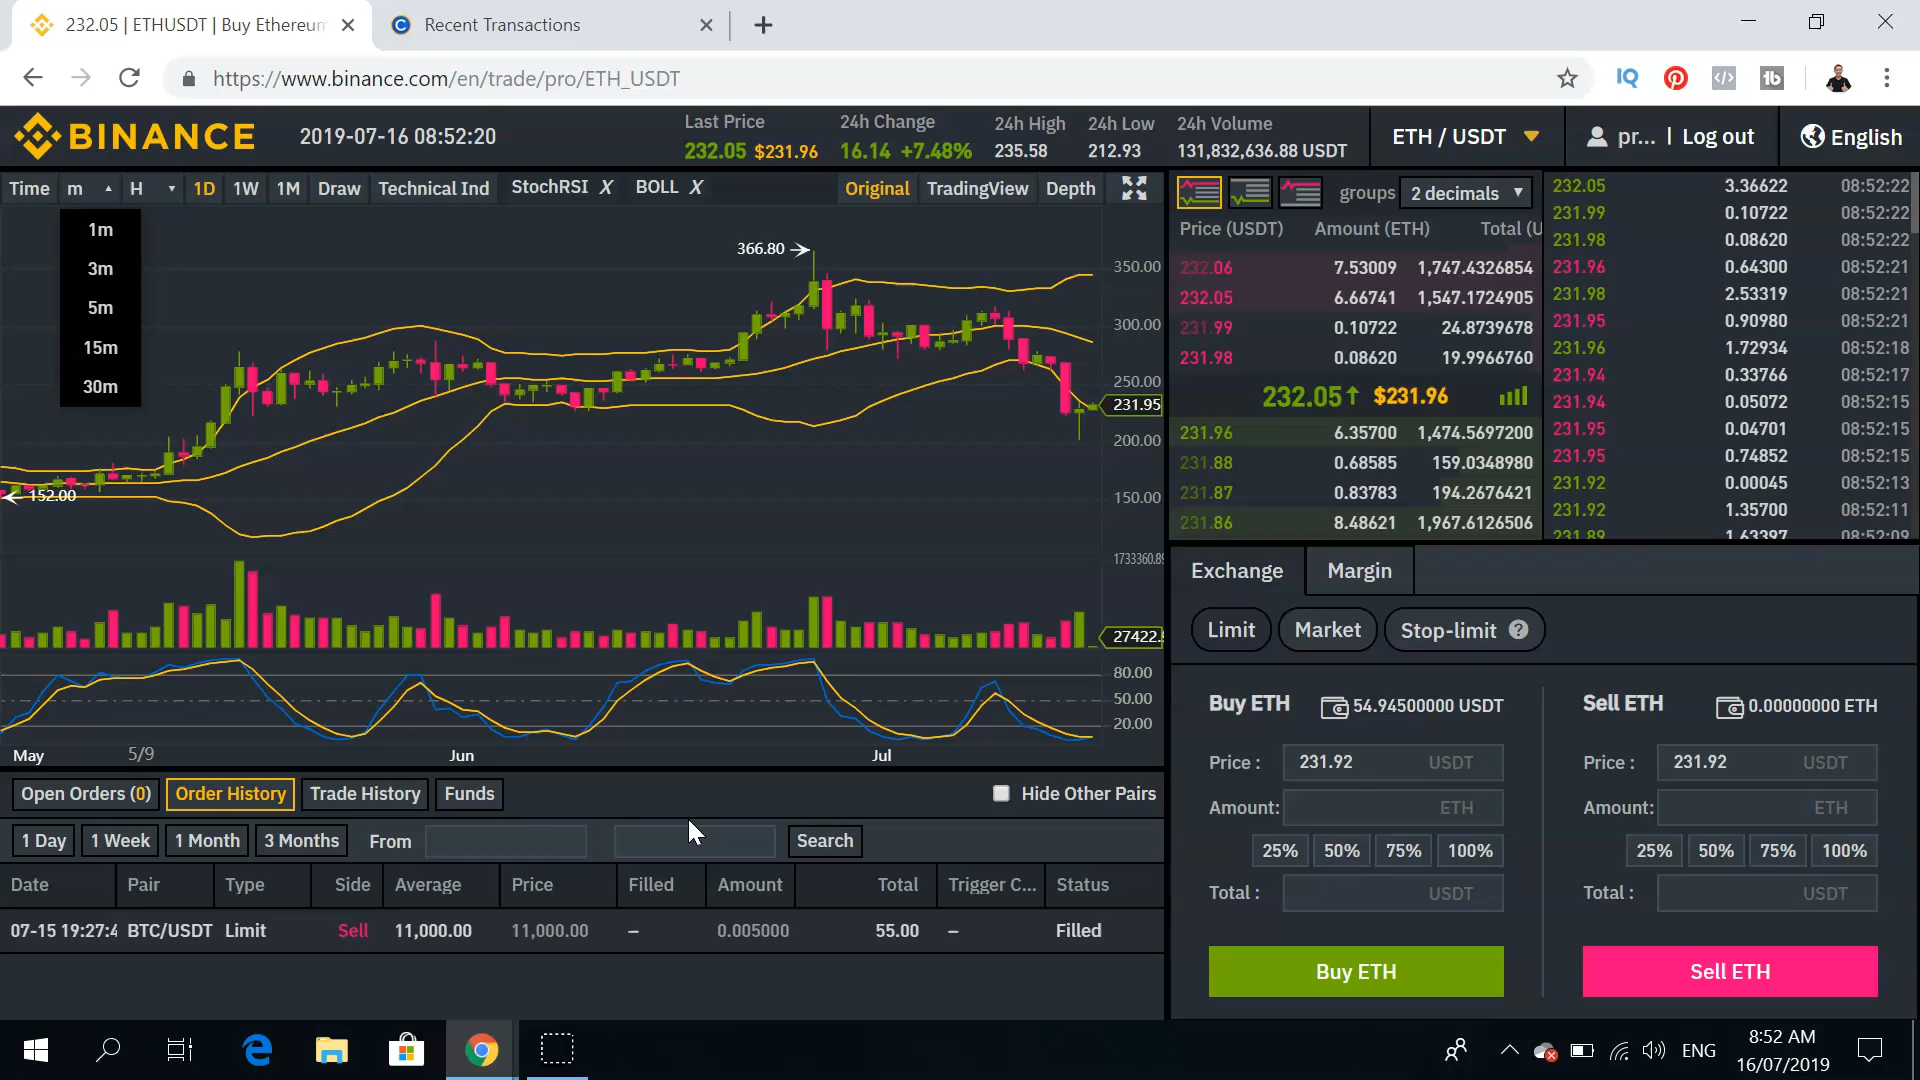 232.05 | ETHUSDT | Buy Ethereum
Recent Transactions
https://www.binance.com/en/trade/pro/ETH_USDT
BINANCE
2019-07-16 08:52:20
Last Price
232.05 $231.96
24h Change
16.14 +7.48%
24h High
235.58
24h Low
212.93
24h Volume
131,832,636.88 USDT
ETH / USDT
pr... | Log out
English
Time m H 1D 1W 1M Draw Technical Ind StochRSI X BOLL X Original TradingView Depth
1m
3m
5m
15m
30m
366.80
152.00
350.00
300.00
250.00
231.95
200.00
150.00
1733360.89
27422.
80.00
50.00
20.00
May 5/9 Jun Jul
groups 2 decimals
Price (USDT) Amount (ETH) Total (U
232.06 7.53009 1,747.4326854
232.05 6.66741 1,547.1724905
231.99 0.10722 24.8739678
231.98 0.08620 19.9966760
232.05 $231.96
231.96 6.35700 1,474.5697200
231.88 0.68585 159.0348980
231.87 0.83783 194.2676421
231.86 8.48621 1,967.6126506
232.05 3.36622 08:52:22
231.99 0.10722 08:52:22
231.98 0.08620 08:52:22
231.96 0.64300 08:52:21
231.98 2.53319 08:52:21
231.95 0.90980 08:52:21
231.96 1.72934 08:52:18
231.94 0.33766 08:52:17
231.94 0.05072 08:52:15
231.95 0.04701 08:52:15
231.95 0.74852 08:52:15
231.92 0.00045 08:52:13
231.92 1.35700 08:52:11
231.89 1.63397 08:52:09
Exchange Margin
Limit Market Stop-limit ?
Buy ETH 54.94500000 USDT
Price : 231.92 USDT
Amount: ETH
25% 50% 75% 100%
Total : USDT
Buy ETH
Sell ETH 0.00000000 ETH
Price : 231.92 USDT
Amount: ETH
25% 50% 75% 100%
Total : USDT
Sell ETH
Open Orders (0) Order History Trade History Funds Hide Other Pairs
1 Day 1 Week 1 Month 3 Months From Search
Date Pair Type Side Average Price Filled Amount Total Trigger C... Status
07-15 19:27:4 BTC/USDT Limit Sell 11,000.00 11,000.00 – 0.005000 55.00 – Filled
ENG
8:52 AM
16/07/2019